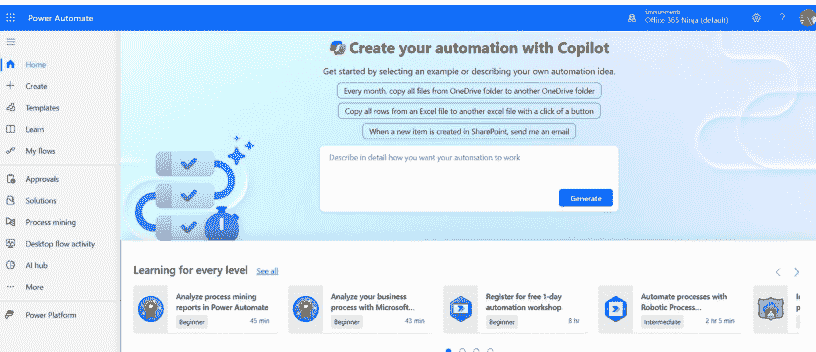 Power Automate
Environments
Office 365 Ninja (default)
?
Home
Create
Templates
Learn
My flows
Approvals
Solutions
Process mining
Desktop flow activity
AI hub
More
Power Platform
Create your automation with Copilot
Get started by selecting an example or describing your own automation idea.
Every month, copy all files from OneDrive folder to another OneDrive folder
Copy all rows from an Excel file to another excel file with a click of a button
When a new item is created in SharePoint, send me an email
Describe in detail how you want your automation to work
Generate
Learning for every level See all
Analyze process mining
reports in Power Automate
Beginner 45 min
Analyze your business
process with Microsoft...
Beginner 43 min
Register for free 1-day
automation workshop
Beginner 8 hr
Automate processes with
Robotic Process...
Intermediate 2 hr 5 min